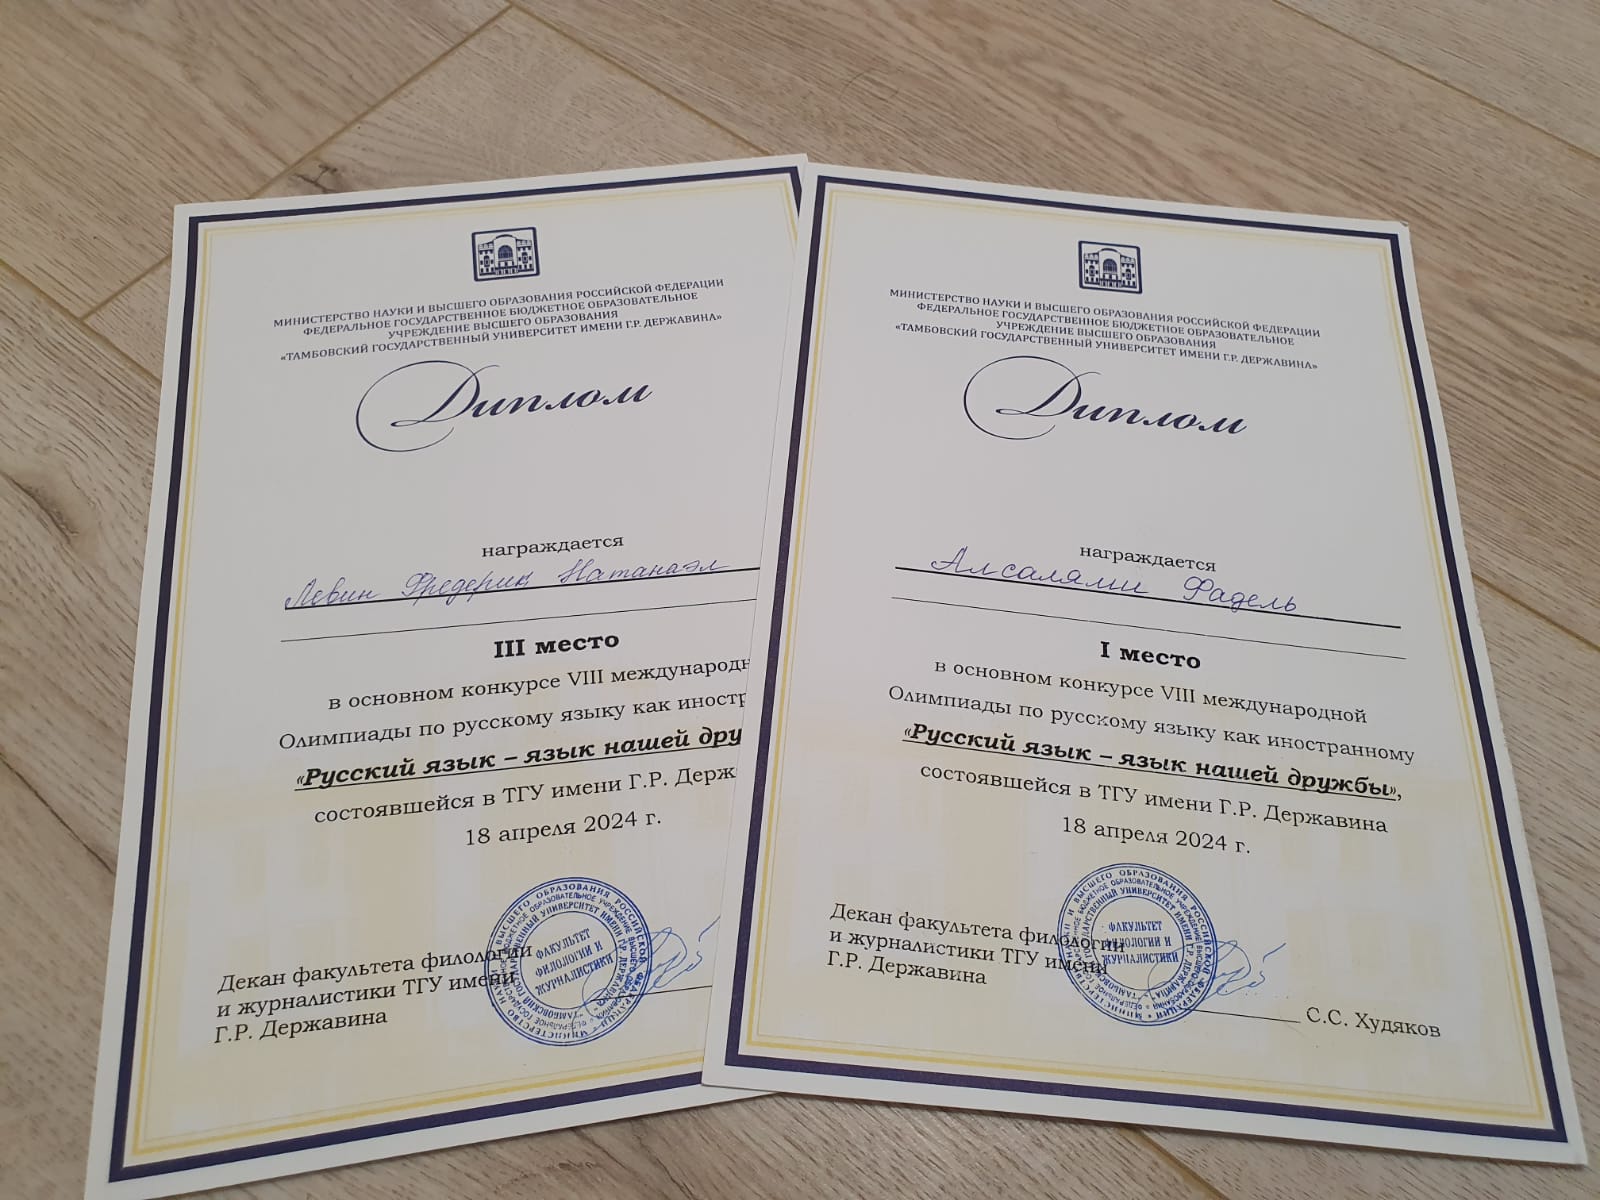 МИНИСТЕРСТВО НАУКИ И ВЫСШЕГО ОБРАЗОВАНИЯ РОССИЙСКОЙ ФЕДЕРАЦИИ
ФЕДЕРАЛЬНОЕ ГОСУДАРСТВЕННОЕ БЮДЖЕТНОЕ ОБРАЗОВАТЕЛЬНОЕ
УЧРЕЖДЕНИЕ ВЫСШЕГО ОБРАЗОВАНИЯ
«ТАМБОВСКИЙ ГОСУДАРСТВЕННЫЙ УНИВЕРСИТЕТ ИМЕНИ Г.Р. ДЕРЖАВИНА»
Диплом
награждается
Левин Фредерик Натанаэл
III место
в основном конкурсе VIII международн
Олимпиады по русскому языку как иностр
«Русский язык – язык нашей дру
состоявшейся в ТГУ имени Г.Р. Держ
18 апреля 2024 г.
Декан факультета филологии
и журналистики ТГУ имени
Г.Р. Державина
ФАКУЛЬТЕТ
ФИЛОЛОГИИ И
ЖУРНАЛИСТИКИ
МИНИСТЕРСТВО НАУКИ И ВЫСШЕГО ОБРАЗОВАНИЯ РОССИЙСКОЙ ФЕДЕРАЦИИ
ФЕДЕРАЛЬНОЕ ГОСУДАРСТВЕННОЕ БЮДЖЕТНОЕ ОБРАЗОВАТЕЛЬНОЕ
УЧРЕЖДЕНИЕ ВЫСШЕГО ОБРАЗОВАНИЯ
«ТАМБОВСКИЙ ГОСУДАРСТВЕННЫЙ УНИВЕРСИТЕТ ИМЕНИ Г.Р. ДЕРЖАВИНА»
Диплом
награждается
Алсалями Фадель
I место
в основном конкурсе VIII международной
Олимпиады по русскому языку как иностранному
«Русский язык – язык нашей дружбы»,
состоявшейся в ТГУ имени Г.Р. Державина
18 апреля 2024 г.
Декан факультета филологии
и журналистики ТГУ имени
Г.Р. Державина
ФАКУЛЬТЕТ
ФИЛОЛОГИИ И
ЖУРНАЛИСТИКИ
С.С. Худяков